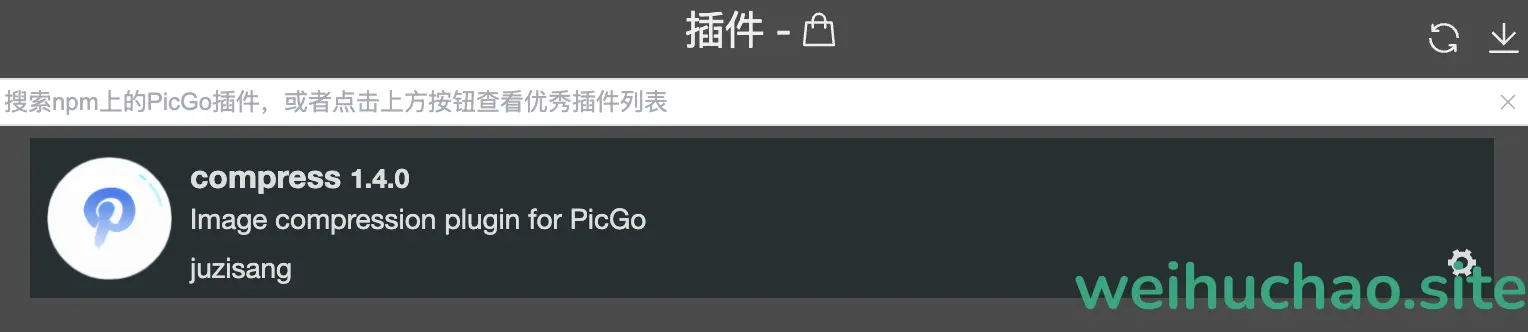 插件 -
搜索npm上的PicGo插件，或者点击上方按钮查看优秀插件列表
compress 1.4.0
Image compression plugin for PicGo
juzisang
weihuchao.site